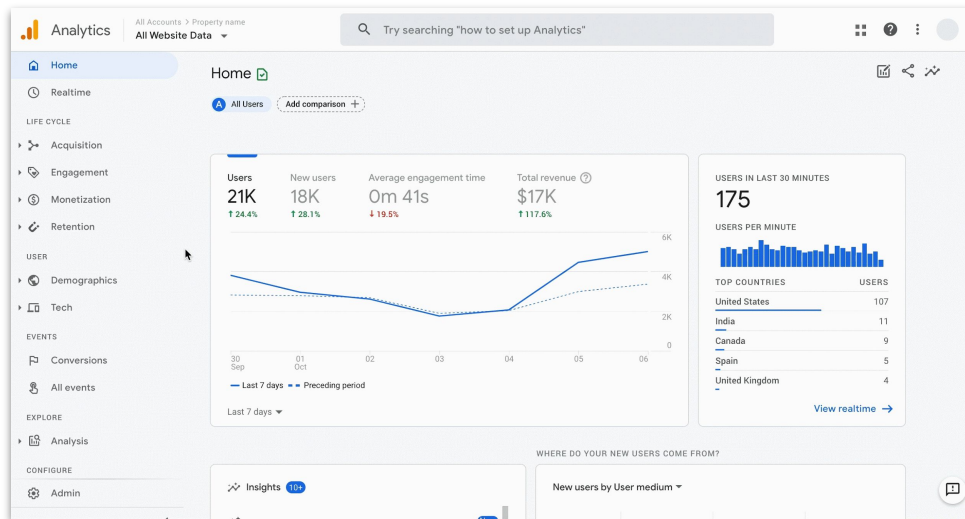 Analytics
All Accounts > Property name
All Website Data
Try searching "how to set up Analytics"
Home
Realtime
LIFE CYCLE
Acquisition
Engagement
Monetization
Retention
USER
Demographics
Tech
EVENTS
Conversions
All events
EXPLORE
Analysis
CONFIGURE
Admin
Home
A All Users
Add comparison +
Users
21K
↑ 24.4%
New users
18K
↑ 28.1%
Average engagement time
0m 41s
↓ 19.5%
Total revenue
$17K
↑ 117.6%
6K
4K
2K
0
30 Sep
01 Oct
02
03
04
05
06
Last 7 days
Preceding period
Last 7 days
USERS IN LAST 30 MINUTES
175
USERS PER MINUTE
TOP COUNTRIES USERS
United States 107
India 11
Canada 9
Spain 5
United Kingdom 4
View realtime →
Insights 10+
WHERE DO YOUR NEW USERS COME FROM?
New users by User medium